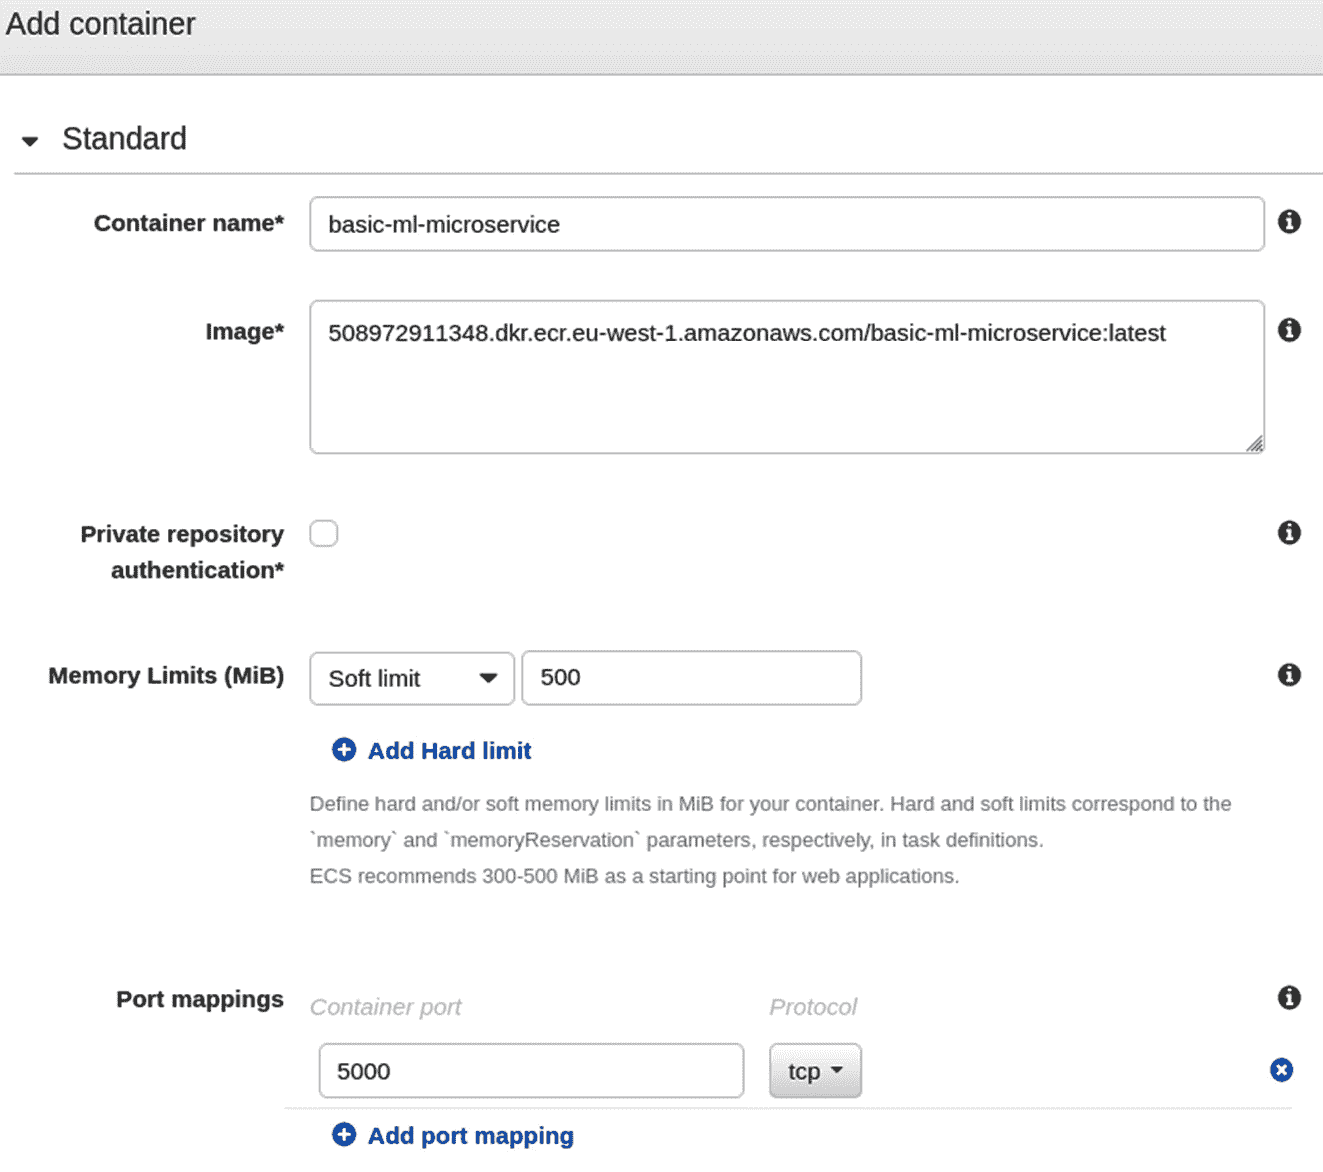 Add container
Standard
Container name*
basic-ml-microservice
Image*
508972911348.dkr.ecr.eu-west-1.amazonaws.com/basic-ml-microservice:latest
Private repository
authentication*
Memory Limits (MiB)
Soft limit
500
Add Hard limit
Define hard and/or soft memory limits in MiB for your container. Hard and soft limits correspond to the
`memory` and `memoryReservation` parameters, respectively, in task definitions.
ECS recommends 300-500 MiB as a starting point for web applications.
Port mappings
Container port
Protocol
5000
tcp
Add port mapping